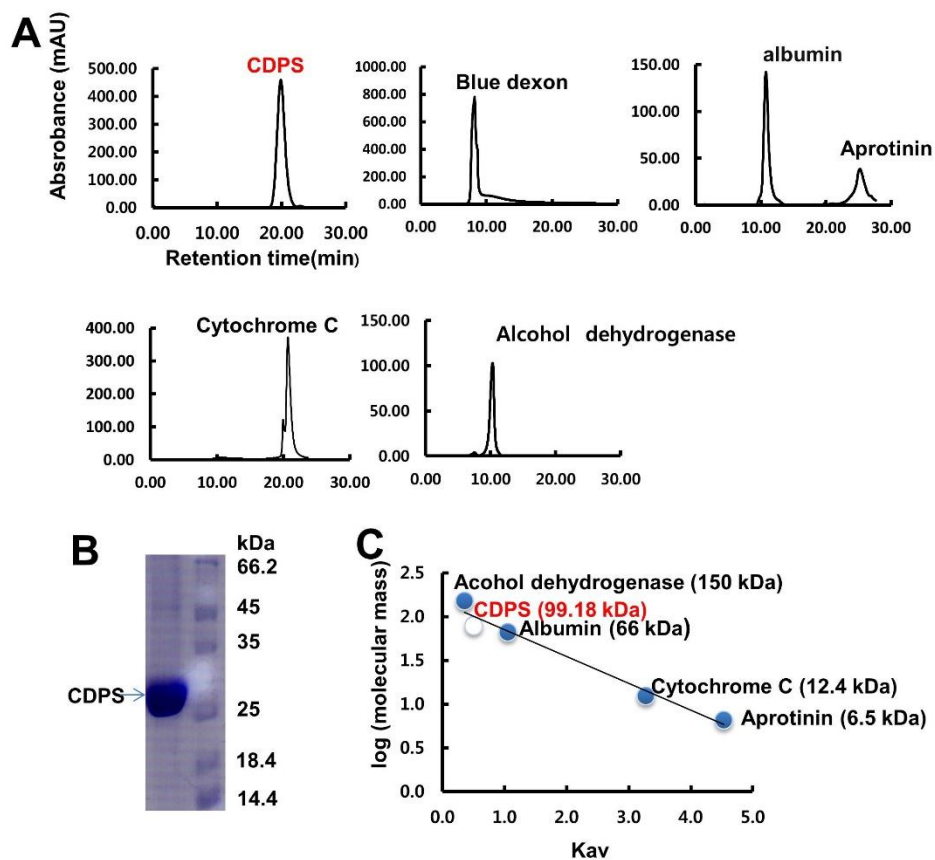 A
Absrobance (mAU)
CDPS
500.00
400.00
300.00
200.00
100.00
0.00
0.00 10.00 20.00 30.00
Retention time(min)
Blue dexon
1000.00
800.00
600.00
400.00
200.00
0.00
0.00 10.00 20.00 30.00
albumin
Aprotinin
150.00
100.00
50.00
0.00
0.00 10.00 20.00 30.00
Cytochrome C
400.00
300.00
200.00
100.00
0.00
0.00 10.00 20.00 30.00
Alcohol dehydrogenase
150.00
100.00
50.00
0.00
0.00 10.00 20.00 30.00
B
kDa
66.2
45
35
CDPS
25
18.4
14.4
C
log (molecular mass)
2.5
2.0
1.5
1.0
0.5
0.0
Acohol dehydrogenase (150 kDa)
CDPS (99.18 kDa)
Albumin (66 kDa)
Cytochrome C (12.4 kDa)
Aprotinin (6.5 kDa)
0.0 1.0 2.0 3.0 4.0 5.0
Kav